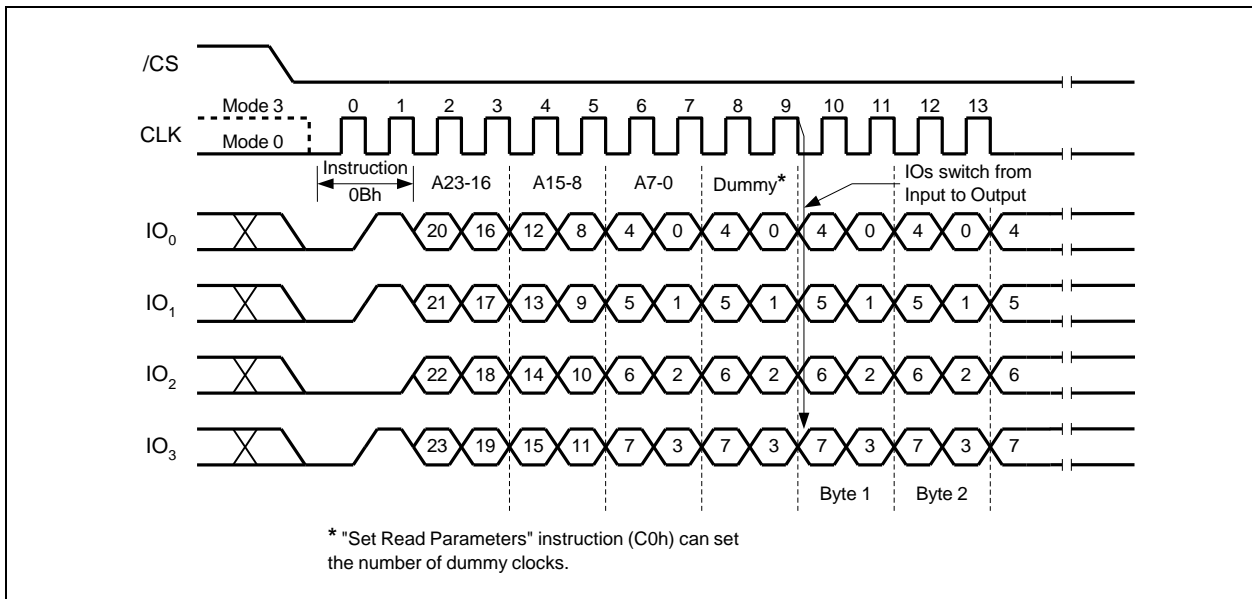 /CS
Mode 3 0 1 2 3 4 5 6 7 8 9 10 11 12 13
CLK
Mode 0
Instruction
0Bh
A23-16 A15-8 A7-0 Dummy*
IOs switch from
Input to Output
IO0 20 16 12 8 4 0 4 0 4 0 4 0 4
IO1 21 17 13 9 5 1 5 1 5 1 5 1 5
IO2 22 18 14 10 6 2 6 2 6 2 6 2 6
IO3 23 19 15 11 7 3 7 3 7 3 7 3 7
Byte 1 Byte 2
* "Set Read Parameters" instruction (C0h) can set
the number of dummy clocks.